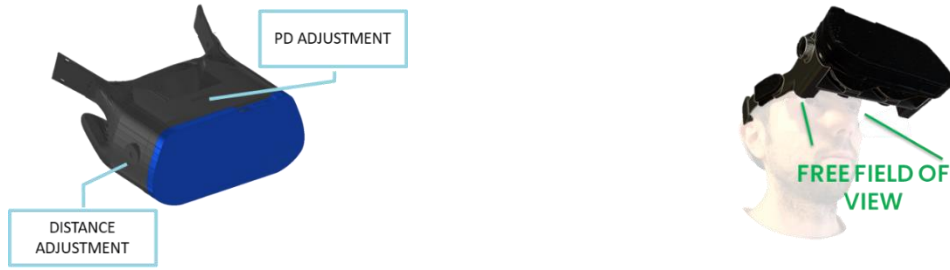 PD ADJUSTMENT
DISTANCE
ADJUSTMENT
FREE FIELD OF
VIEW